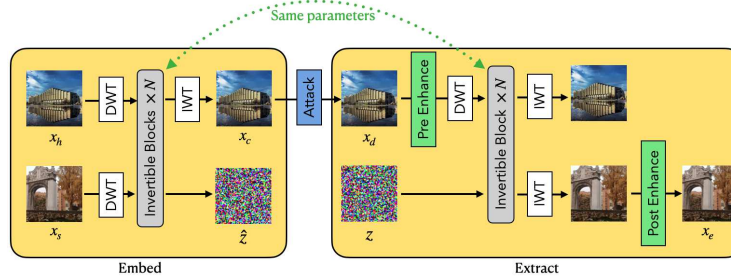 Same parameters
DWT
Invertible Blocks × N
IWT
x_h
x_c
DWT
x_s
ẑ
Embed
Attack
x_d
Pre Enhance
DWT
Invertible Block × N
IWT
z
IWT
Post Enhance
x_e
Extract